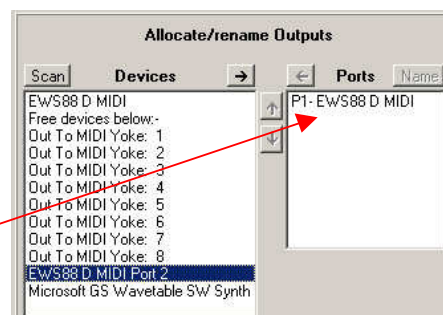 Allocate/rename Outputs
Scan Devices → ← Ports Name
EWS88 D MIDI
Free devices below:-
Out To MIDI Yoke: 1
Out To MIDI Yoke: 2
Out To MIDI Yoke: 3
Out To MIDI Yoke: 4
Out To MIDI Yoke: 5
Out To MIDI Yoke: 6
Out To MIDI Yoke: 7
Out To MIDI Yoke: 8
EWS88 D MIDI Port 2
Microsoft GS Wavetable SW Synth
P1- EWS88 D MIDI